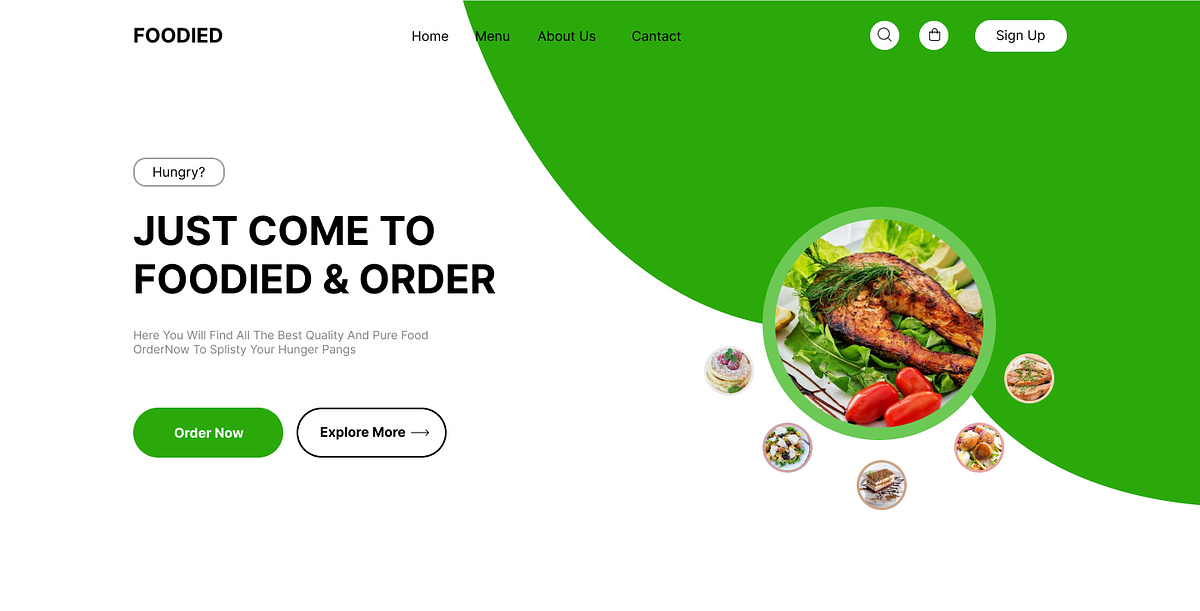 FOODIED
Home Menu About Us Cantact
Sign Up
Hungry?
JUST COME TO
FOODIED & ORDER
Here You Will Find All The Best Quality And Pure Food
OrderNow To Splisty Your Hunger Pangs
Order Now
Explore More